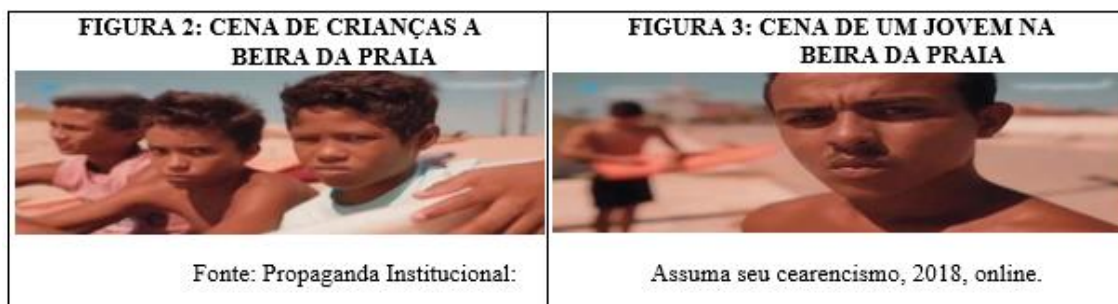 FIGURA 2: CENA DE CRIANÇAS A
BEIRA DA PRAIA
FIGURA 3: CENA DE UM JOVEM NA
BEIRA DA PRAIA
Fonte: Propaganda Institucional:
Assuma seu cearencismo, 2018, online.